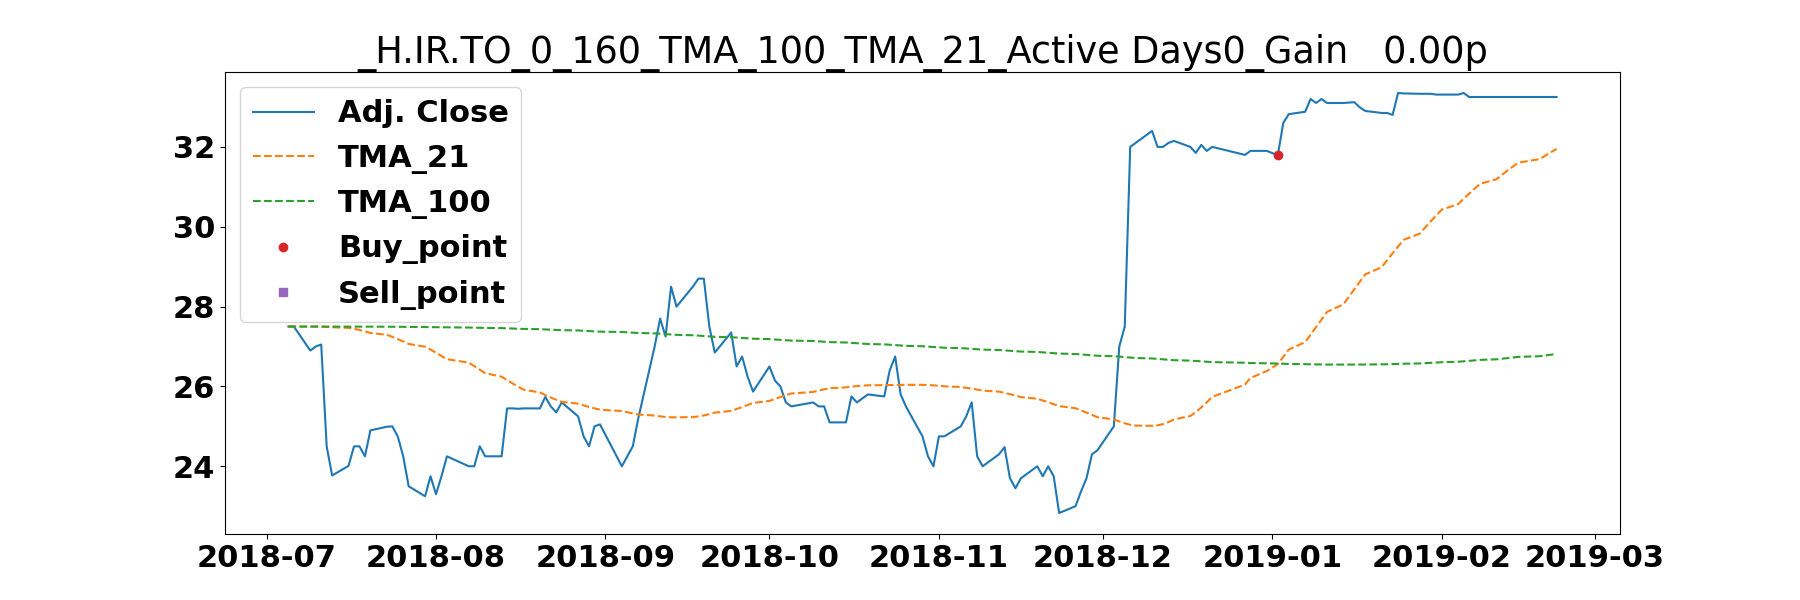 _H.IR.TO_0_160_TMA_100_TMA_21_Active Days0_Gain   0.00p
Adj. Close
TMA_21
TMA_100
Buy_point
Sell_point
32
30
28
26
24
2018-07 2018-08 2018-09 2018-10 2018-11 2018-12 2019-01 2019-02 2019-03